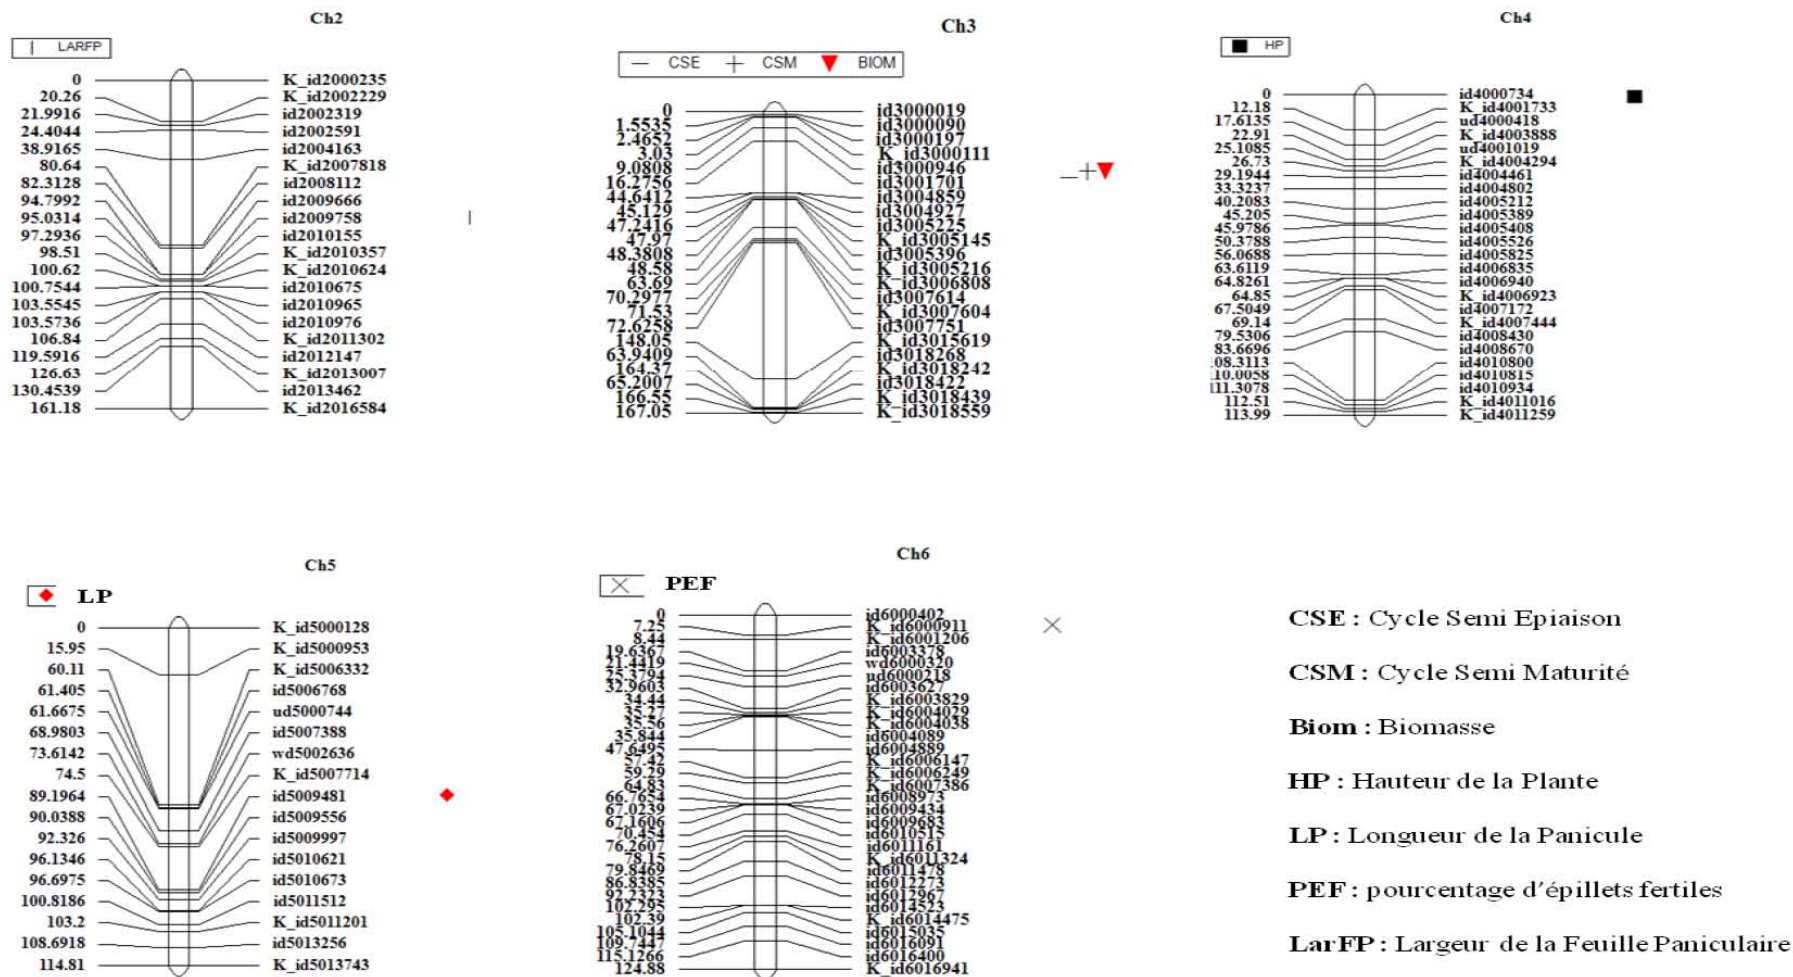 Ch2
LARFP
0 K_id2000235
20.26 K_id2002229
21.9916 id2002319
24.4044 id2002591
38.9165 id2004163
80.64 K_id2007818
82.3128 id2008112
94.7992 id2009666
95.0314 id2009758
97.2936 id2010155
98.51 K_id2010357
100.62 K_id2010624
100.7544 id2010675
103.5545 id2010965
103.5736 id2010976
106.84 K_id2011302
119.5916 id2012147
126.63 K_id2013007
130.4539 id2013462
161.18 K_id2016584
Ch3
CSE CSM BIOM
0 id3000019
1.5535 id3000090
2.4652 id3000197
3.03 K_id3000111
9.0808 id3000946
16.2756 id3001701
44.6412 id3004859
45.129 id3004927
47.2416 id3005225
47.97 K_id3005145
48.3808 id3005396
48.58 K_id3005216
63.69 K_id3006808
70.2977 id3007614
71.53 K_id3007604
72.6258 id3007751
148.05 K_id3015619
63.9409 id3018268
164.37 K_id3018242
65.2007 id3018422
166.55 K_id3018439
167.05 K_id3018559
Ch4
HP
0 id4000734
12.18 K_id4001733
17.6135 ud4000418
22.91 K_id4003888
25.1085 ud4001019
26.73 K_id4004294
29.1944 id4004461
33.3237 id4004802
40.2083 id4005212
45.205 id4005389
45.9786 id4005408
50.3788 id4005526
56.0688 id4005825
63.6119 id4006835
64.8261 id4006940
64.85 K_id4006923
67.5049 id4007172
69.14 K_id4007444
79.5306 id4008430
83.6696 id4008670
08.3113 id4010800
10.0058 id4010815
11.3078 id4010934
112.51 K_id4011016
113.99 K_id4011259
Ch5
LP
0 K_id5000128
15.95 K_id5000953
60.11 K_id5006332
61.405 id5006768
61.6675 ud5000744
68.9803 id5007388
73.6142 wd5002636
74.5 K_id5007714
89.1964 id5009481
90.0388 id5009556
92.326 id5009997
96.1346 id5010621
96.6975 id5010673
100.8186 id5011512
103.2 K_id5011201
108.6918 id5013256
114.81 K_id5013743
Ch6
PEF
0 id6000402
7.25 K_id6000911
8.44 K_id6001206
19.6367 id6003378
21.4419 wd6000320
25.3794 ud6000218
32.9603 id6003627
34.44 K_id6003829
35.27 K_id6004029
35.56 K_id6004038
35.844 id6004089
47.6495 id6004889
57.42 K_id6006147
59.29 K_id6006249
64.83 K_id6007386
66.7654 id6008973
67.0239 id6009434
67.1606 id6009683
70.454 id6010515
76.2607 id6011161
78.15 K_id6011324
79.8469 id6011478
86.8385 id6012273
92.2323 id6012967
102.295 id6014523
102.39 K_id6014475
105.1044 id6015035
109.7447 id6016091
115.1266 id6016400
124.88 K_id6016941
CSE : Cycle Semi Epiaison
CSM : Cycle Semi Maturité
Biom : Biomasse
HP : Hauteur de la Plante
LP : Longueur de la Panicule
PEF : pourcentage d'épillets fertiles
LarFP : Largeur de la Feuille Paniculaire